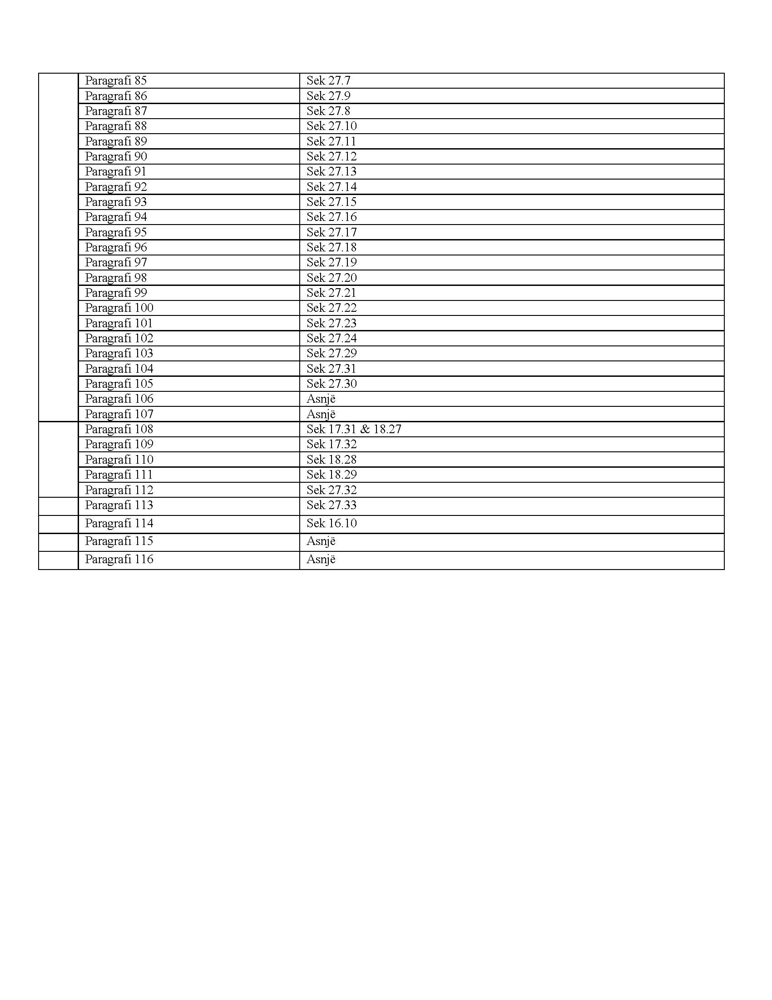 Paragrafi 85 Sek 27.7
Paragrafi 86 Sek 27.9
Paragrafi 87 Sek 27.8
Paragrafi 88 Sek 27.10
Paragrafi 89 Sek 27.11
Paragrafi 90 Sek 27.12
Paragrafi 91 Sek 27.13
Paragrafi 92 Sek 27.14
Paragrafi 93 Sek 27.15
Paragrafi 94 Sek 27.16
Paragrafi 95 Sek 27.17
Paragrafi 96 Sek 27.18
Paragrafi 97 Sek 27.19
Paragrafi 98 Sek 27.20
Paragrafi 99 Sek 27.21
Paragrafi 100 Sek 27.22
Paragrafi 101 Sek 27.23
Paragrafi 102 Sek 27.24
Paragrafi 103 Sek 27.29
Paragrafi 104 Sek 27.31
Paragrafi 105 Sek 27.30
Paragrafi 106 Asnjë
Paragrafi 107 Asnjë
Paragrafi 108 Sek 17.31 & 18.27
Paragrafi 109 Sek 17.32
Paragrafi 110 Sek 18.28
Paragrafi 111 Sek 18.29
Paragrafi 112 Sek 27.32
Paragrafi 113 Sek 27.33
Paragrafi 114 Sek 16.10
Paragrafi 115 Asnjë
Paragrafi 116 Asnjë